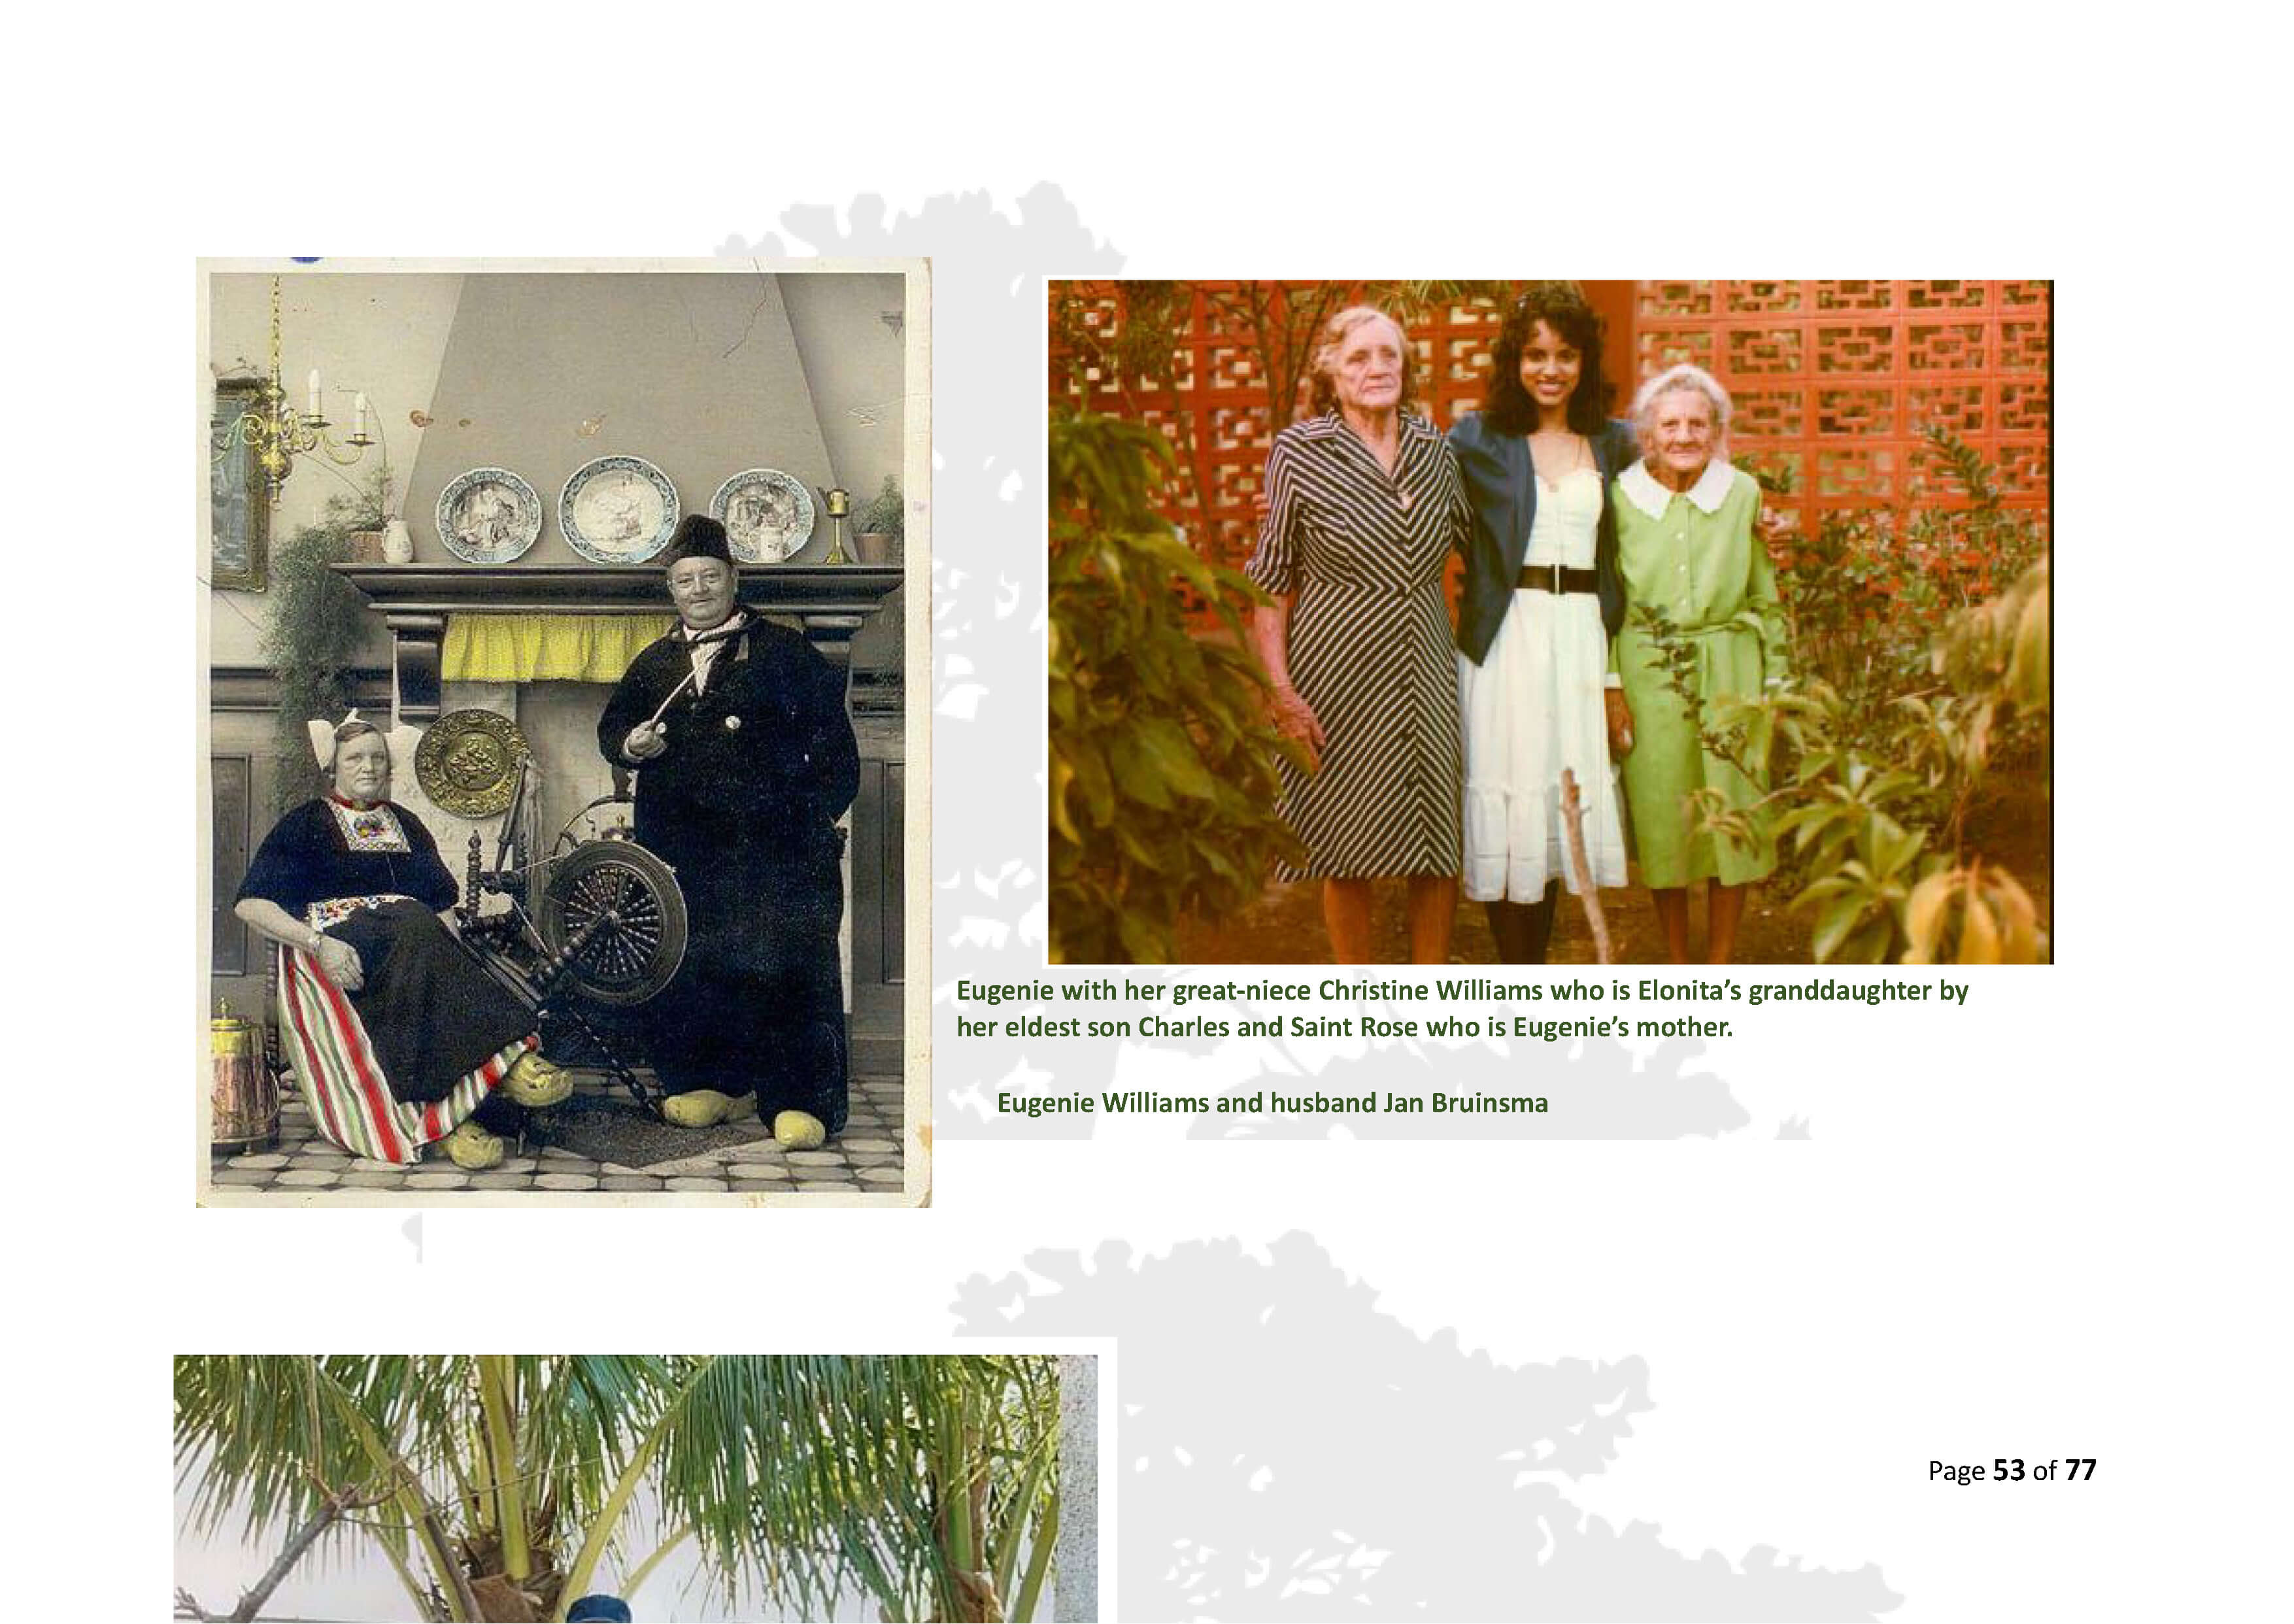 Eugenie with her great-niece Christine Williams who is Elonita’s granddaughter by
her eldest son Charles and Saint Rose who is Eugenie’s mother.
Eugenie Williams and husband Jan Bruinsma
Page 53 of 77